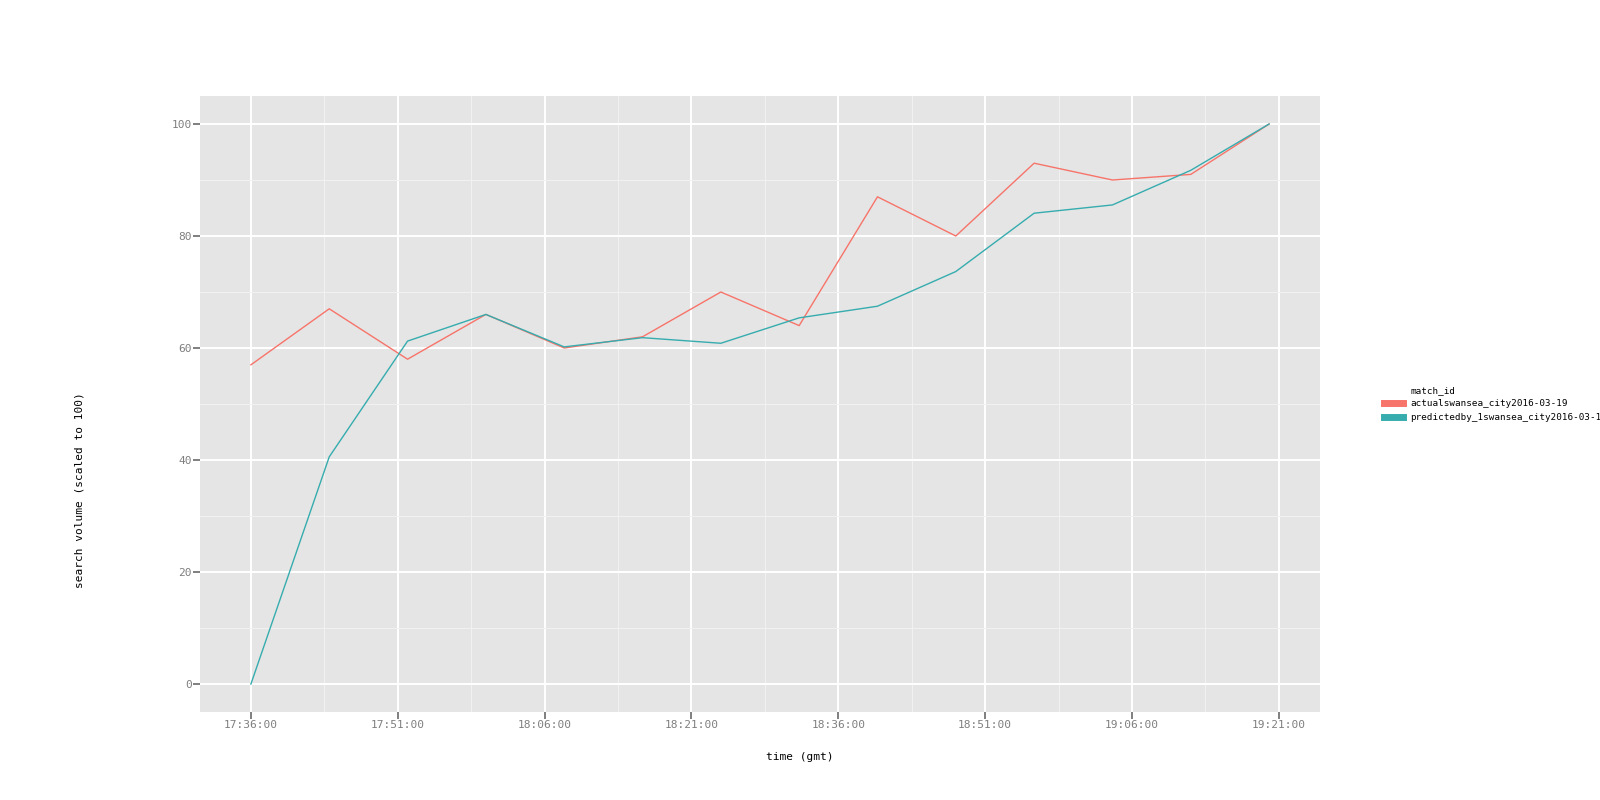 100
80
60
40
20
0
search volume (scaled to 100)
17:36:00 17:51:00 18:06:00 18:21:00 18:36:00 18:51:00 19:06:00 19:21:00
time (gmt)
match_id
actualswansea_city2016-03-19
predictedby_1swansea_city2016-03-1